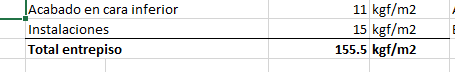 Acabado en cara inferior 11 kgf/m2
Instalaciones 15 kgf/m2
Total entrepiso 155.5 kgf/m2